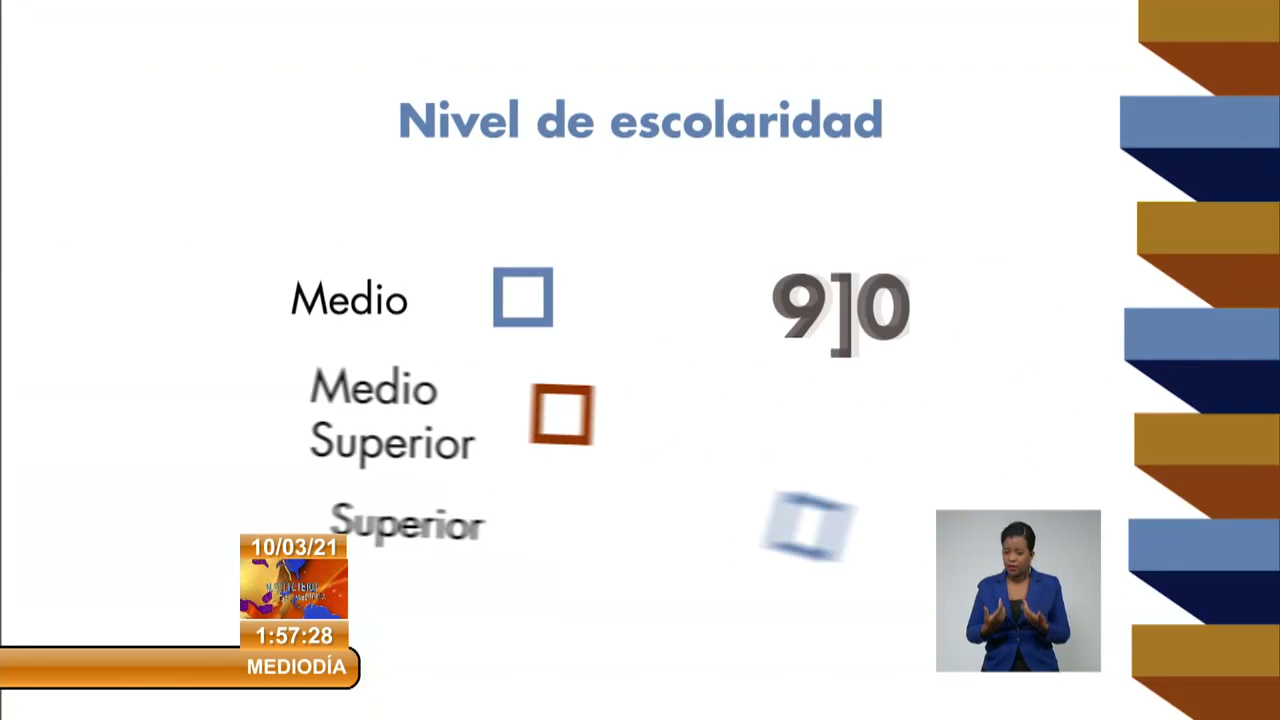 Nivel de escolaridad
Medio
9]0
Medio
Superior
Superior
10/03/21
1:57:28
MEDIODÍA